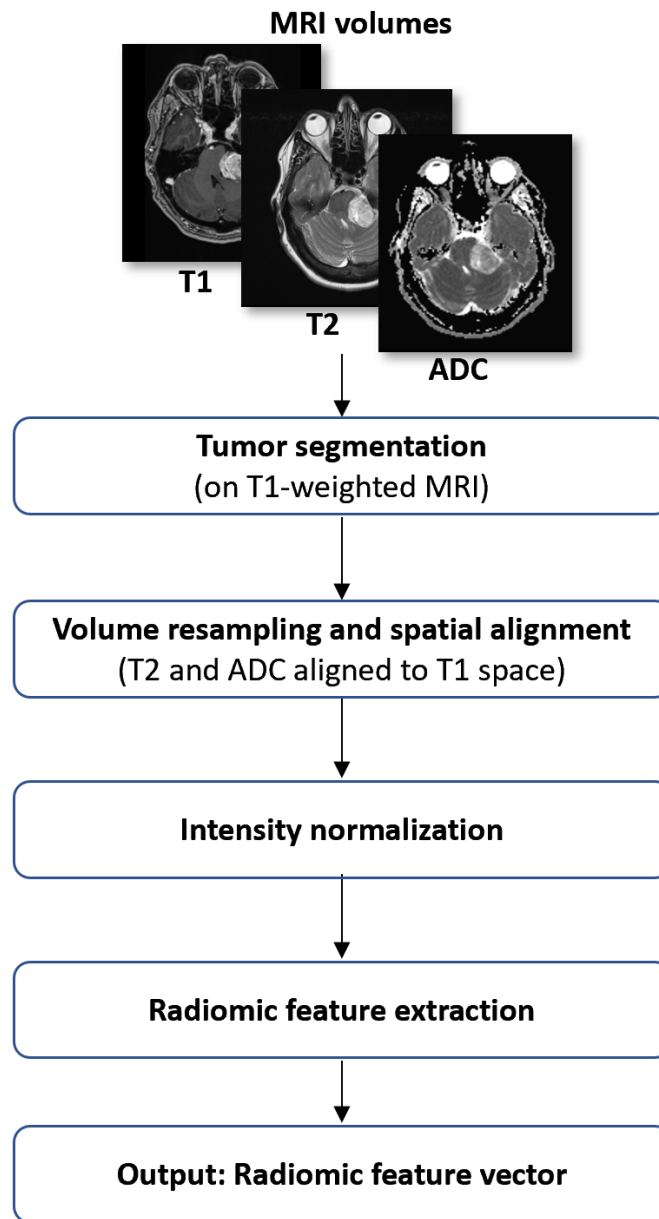 MRI volumes
T1
T2
ADC
Tumor segmentation
(on T1-weighted MRI)
Volume resampling and spatial alignment
(T2 and ADC aligned to T1 space)
Intensity normalization
Radiomic feature extraction
Output: Radiomic feature vector